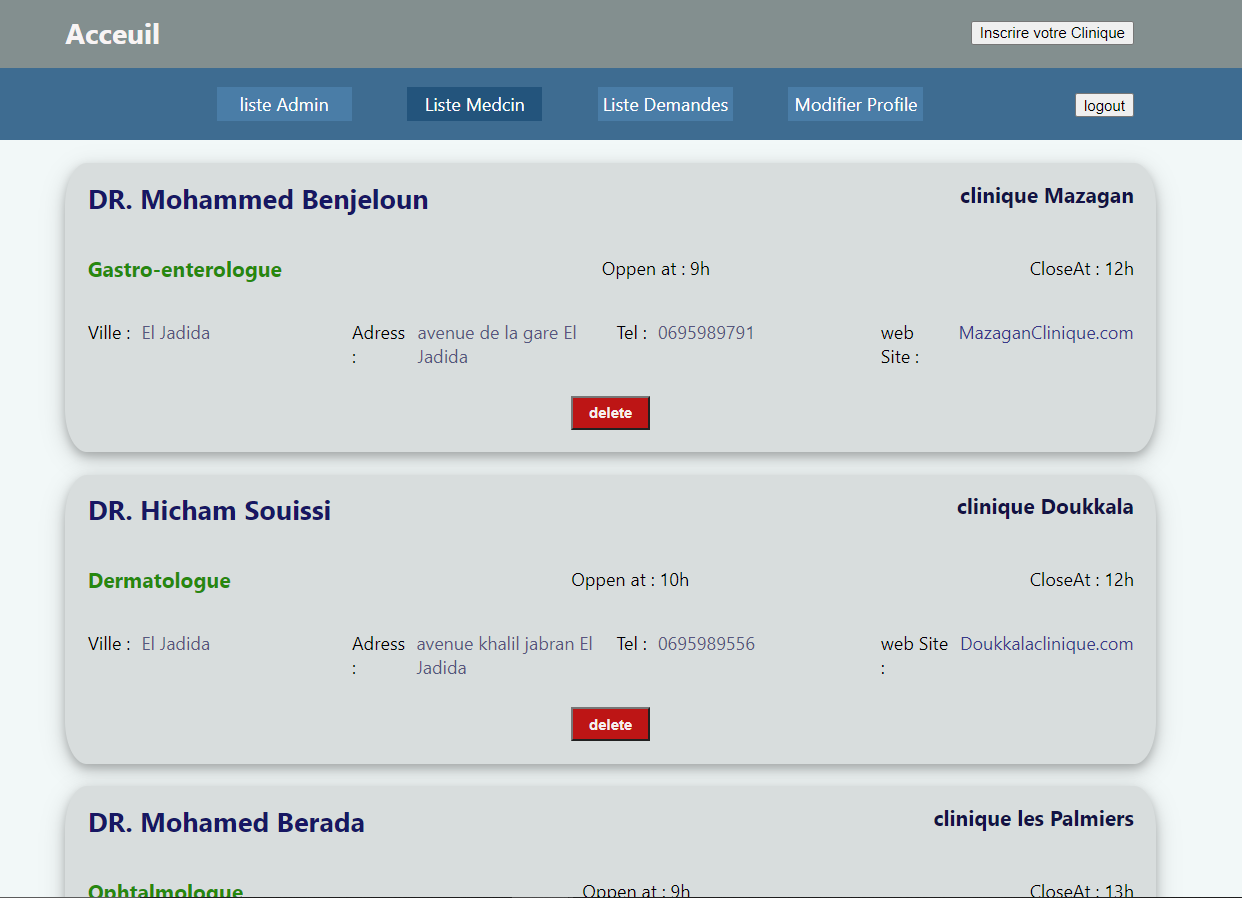 Acceuil
Inscrire votre Clinique
liste Admin
Liste Medcin
Liste Demandes
Modifier Profile
logout
DR. Mohammed Benjeloun
clinique Mazagan
Gastro-enterologue
Oppen at : 9h
CloseAt : 12h
Ville : El Jadida
Adress : avenue de la gare El
Jadida
Tel : 0695989791
web
Site :
MazaganClinique.com
delete
DR. Hicham Souissi
clinique Doukkala
Dermatologue
Oppen at : 10h
CloseAt : 12h
Ville : El Jadida
Adress : avenue khalil jabran El
Jadida
Tel : 0695989556
web Site :
Doukkalaclinique.com
delete
DR. Mohamed Berada
clinique les Palmiers
Ophtalmologue
Oppen at : 9h
CloseAt : 13h